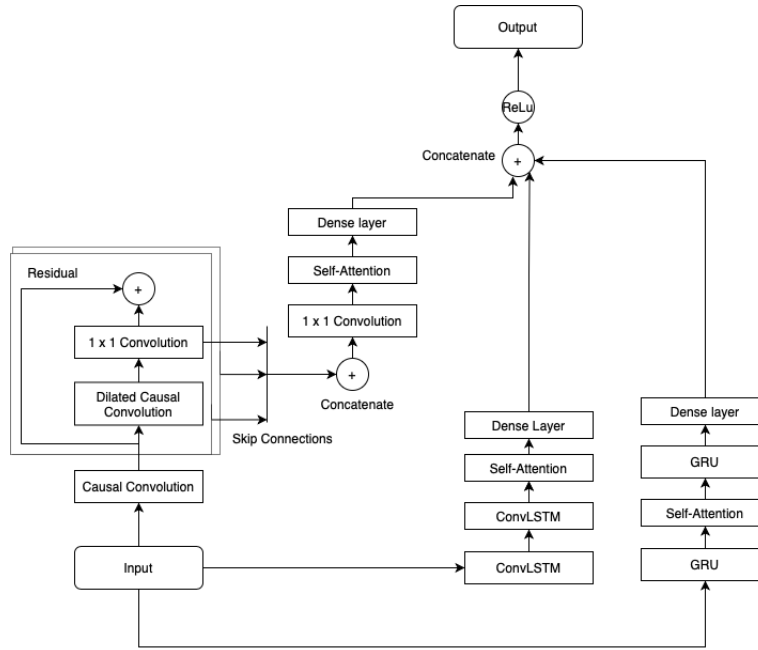 Output
ReLu
Concatenate
+
Dense layer
Self-Attention
1 x 1 Convolution
+
Concatenate
Residual
+
1 x 1 Convolution
Dilated Causal
Convolution
Skip Connections
Causal Convolution
Input
Dense Layer
Self-Attention
ConvLSTM
ConvLSTM
Dense layer
GRU
Self-Attention
GRU